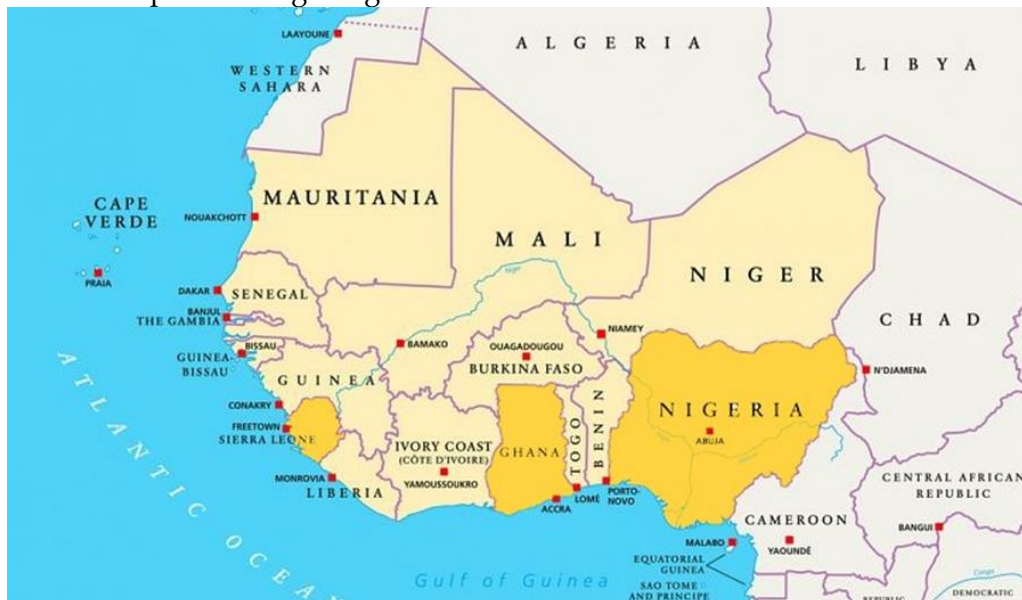 LAAYOUNE
WESTERN
SAHARA
ALGERIA
LIBYA
MAURITANIA
CAPE
VERDE
NOUAKCHOTT
PRAIA
MALI
Niger
NIGER
CHAD
DAKAR
SENEGAL
BANJUL
THE GAMBIA
BISSAU
GUINEA-
BISSAU
GUINEA
BAMAKO
OUAGADOUGOU
BURKINA FASO
NIAMEY
N'DJAMENA
CONAKRY
FREETOWN
SIERRA LEONE
MONROVIA
LIBERIA
IVORY COAST
(CÔTE D'IVOIRE)
YAMOUSSOUKRO
GHANA
ACCRA
TOGO
LOMÉ
BENIN
PORTO-
NOVO
NIGERIA
ABUJA
CENTRAL AFRICAN
REPUBLIC
BANGUI
CAMEROON
YAOUNDÉ
MALABO
EQUATORIAL
GUINEA
SAO TOME
AND PRINCIPE
Gulf of Guinea
ATLANTIC OCEAN
REPUBLIC
Congo
DEMOCRATIC